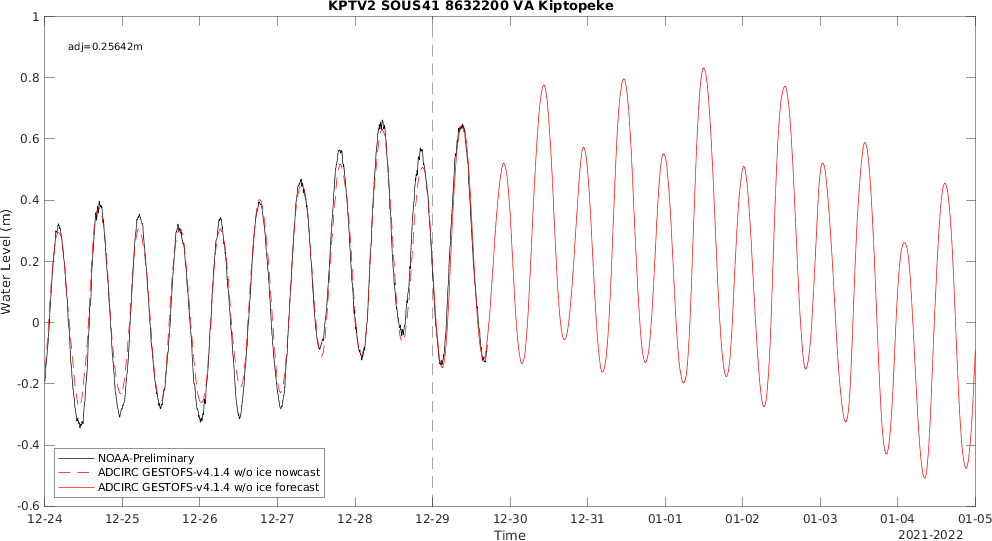 KPTV2 SOUS41 8632200 VA Kiptopeke
adj=0.25642m
Water Level (m)
1
0.8
0.6
0.4
0.2
0
-0.2
-0.4
-0.6
NOAA-Preliminary
ADCIRC GESTOFS-v4.1.4 w/o ice nowcast
ADCIRC GESTOFS-v4.1.4 w/o ice forecast
12-24 12-25 12-26 12-27 12-28 12-29 12-30 12-31 01-01 01-02 01-03 01-04 01-05
Time
2021-2022